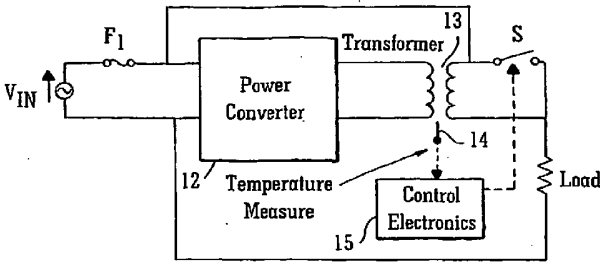 F1
VIN
Power
Converter
12
Transformer
13
S
14
Temperature
Measure
Control
Electronics
15
Load